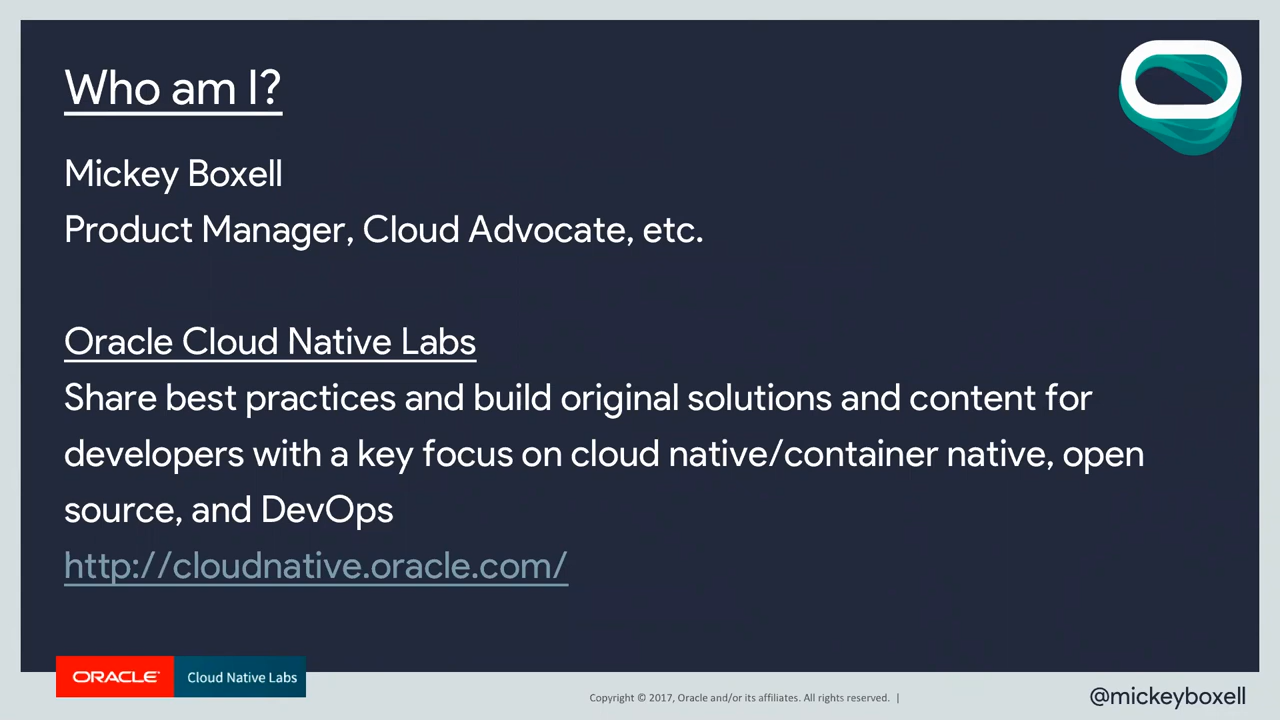 Who am I?
Mickey Boxell
Product Manager, Cloud Advocate, etc.
Oracle Cloud Native Labs
Share best practices and build original solutions and content for
developers with a key focus on cloud native/container native, open
source, and DevOps
http://cloudnative.oracle.com/
ORACLE Cloud Native Labs
Copyright © 2017, Oracle and/or its affiliates. All rights reserved. |
@mickeyboxell